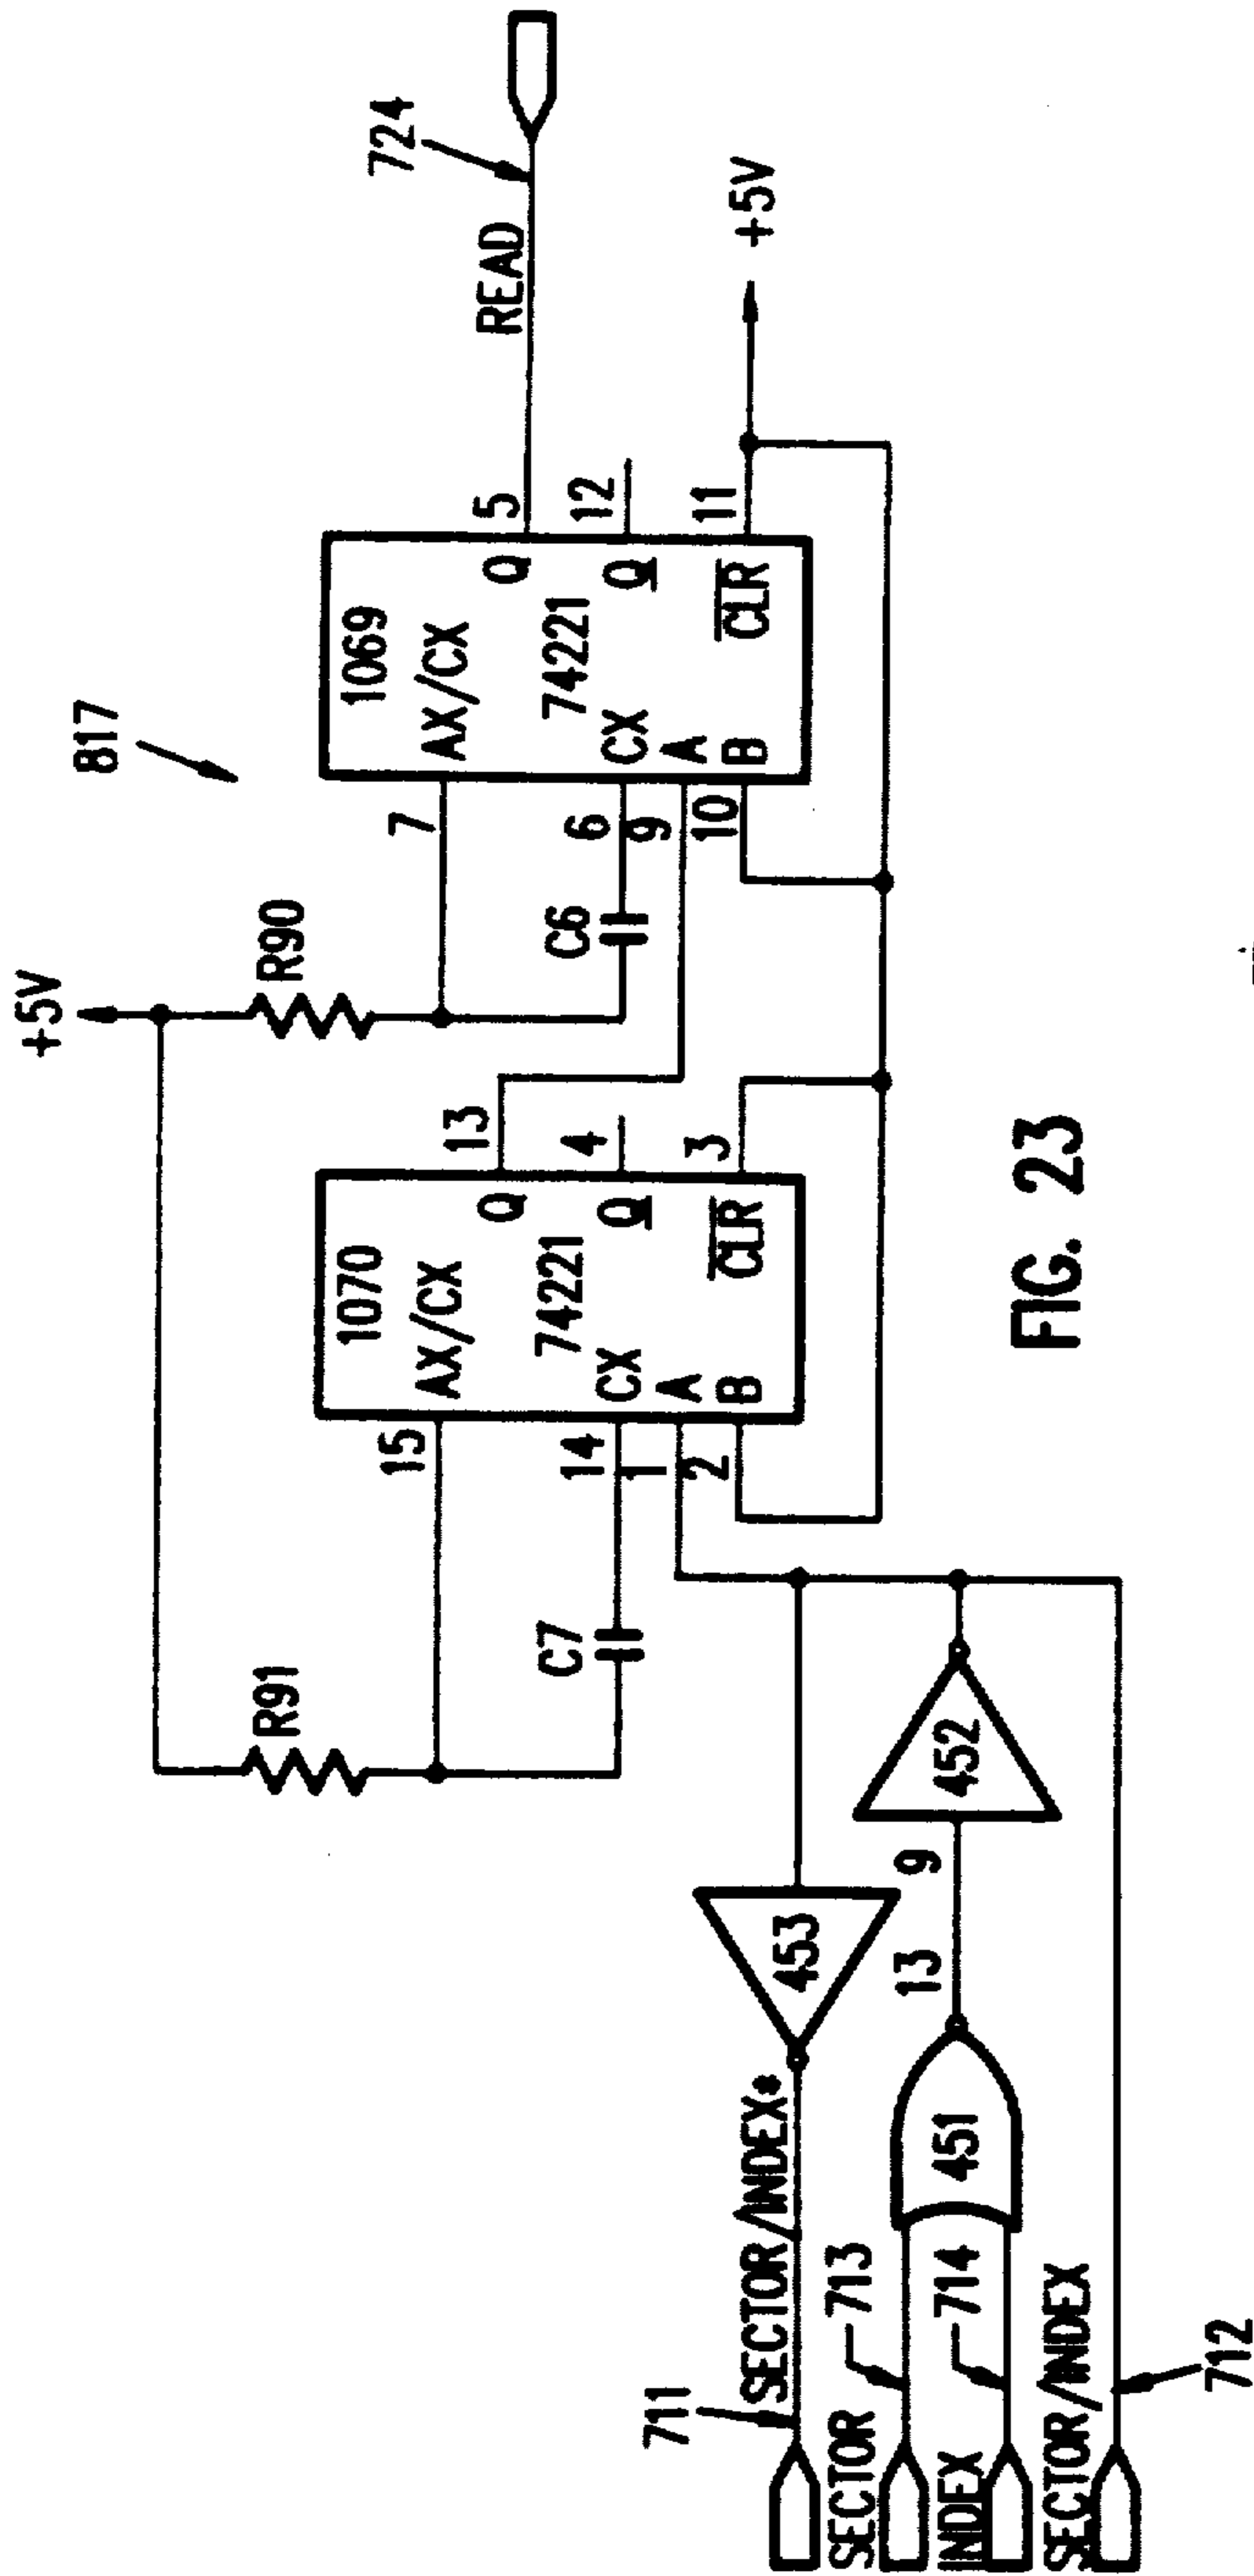 817
+5V
R91
R90
724
READ
15
1070
AX/CX
Q
13
7
1069
AX/CX
Q
5
74221
Q
4
74221
Q
12
C7
14
CX
C6
6
CX
1
A
9
A
2
B
CLR
3
10
B
CLR
11
+5V
711
SECTOR/INDEX*
453
SECTOR
713
INDEX
714
451
13
9
452
SECTOR/INDEX
712
FIG. 23